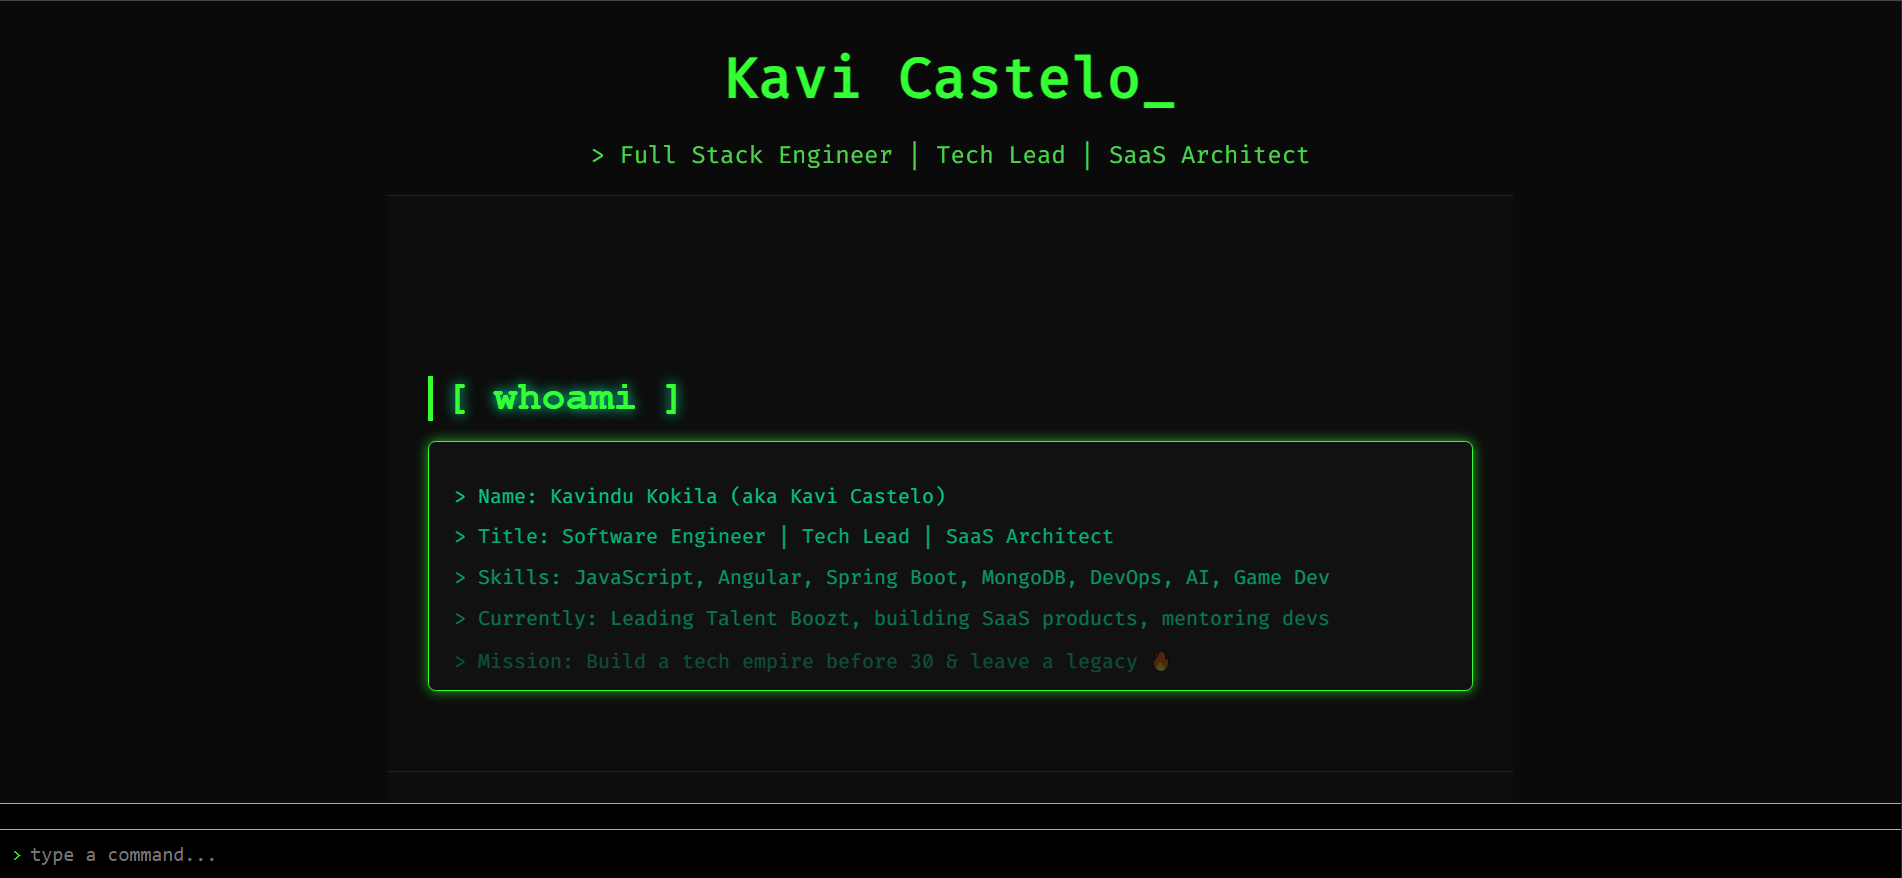 Kavi Castelo_
> Full Stack Engineer | Tech Lead | SaaS Architect
[ whoami ]
> Name: Kavindu Kokila (aka Kavi Castelo)
> Title: Software Engineer | Tech Lead | SaaS Architect
> Skills: JavaScript, Angular, Spring Boot, MongoDB, DevOps, AI, Game Dev
> Currently: Leading Talent Boozt, building SaaS products, mentoring devs
> Mission: Build a tech empire before 30 & leave a legacy 🔥
> type a command...